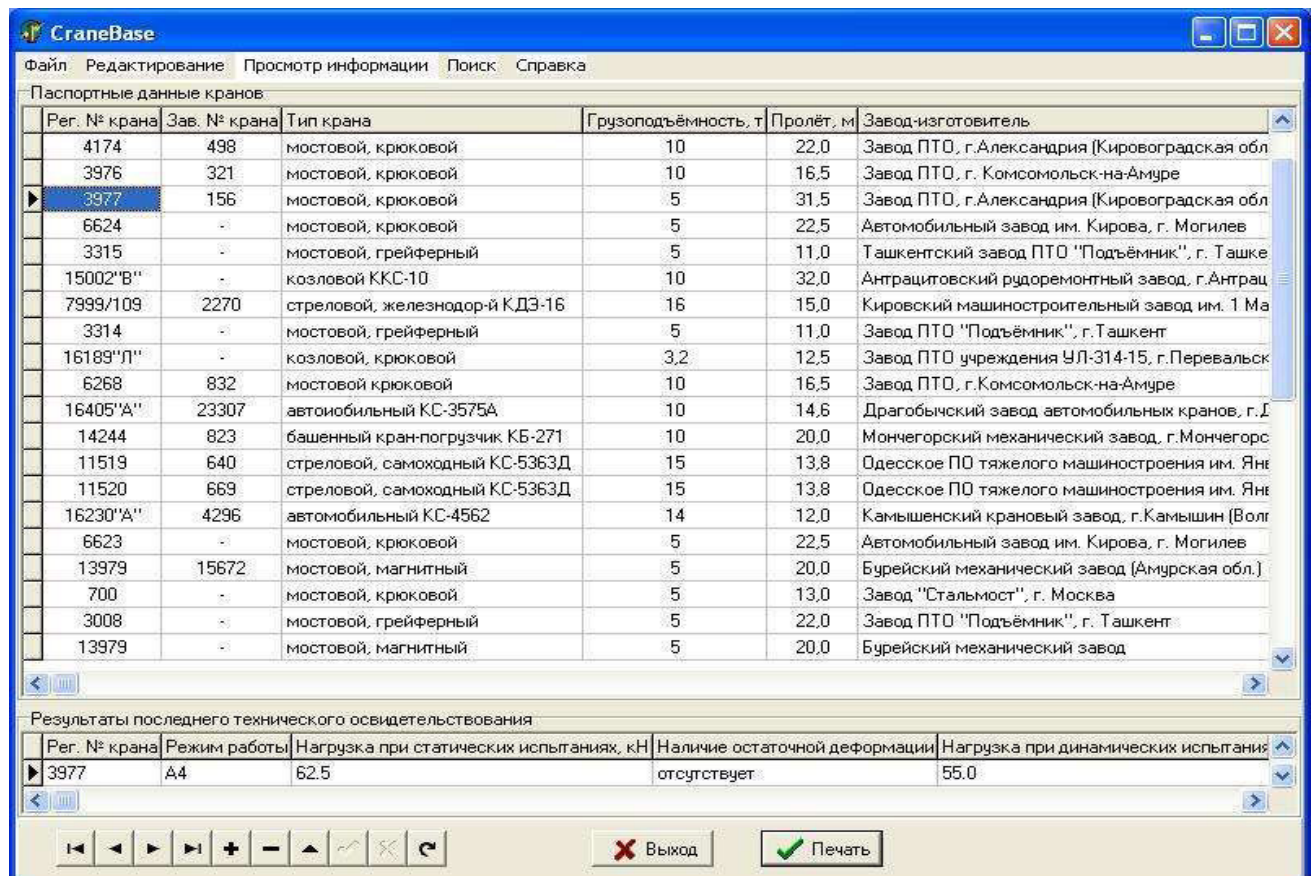 CraneBase
Файл Редактирование Просмотр информации Поиск Справка
Паспортные данные кранов
Рег. № крана Зав. № крана Тип крана Грузоподъёмность, т Пролёт, м Завод-изготовитель
4174 498 мостовой, крюковой 10 22,0 Завод ПТО, г.Александрия (Кировоградская обл
3976 321 мостовой, крюковой 10 16,5 Завод ПТО, г. Комсомольск-на-Амуре
3977 156 мостовой, крюковой 5 31,5 Завод ПТО, г.Александрия (Кировоградская обл
6624 - мостовой, крюковой 5 22,5 Автомобильный завод им. Кирова, г. Могилев
3315 - мостовой, грейферный 5 11,0 Ташкентский завод ПТО "Подъёмник", г. Ташке
15002"В" - козловой ККС-10 10 32,0 Антрацитовский рудоремонтный завод, г.Антрац
7999/109 2270 стреловой, железнодор-й КДЭ-16 16 15,0 Кировский машиностроительный завод им. 1 Ма
3314 - мостовой, грейферный 5 11,0 Завод ПТО "Подъёмник", г.Ташкент
16189"Л" - козловой, крюковой 3,2 12,5 Завод ПТО учреждения УЛ-314-15, г.Перевальск
6268 832 мостовой крюковой 10 16,5 Завод ПТО, г.Комсомольск-на-Амуре
16405"А" 23307 автоиобильный КС-3575А 10 14,6 Драгобычский завод автомобильных кранов, г.Д
14244 823 башенный кран-погрузчик КБ-271 10 20,0 Мончегорский механический завод, г.Мончегорс
11519 640 стреловой, самоходный КС-5363Д 15 13,8 Одесское ПО тяжелого машиностроения им. Янв
11520 669 стреловой, самоходный КС-5363Д 15 13,8 Одесское ПО тяжелого машиностроения им. Янв
16230"А" 4296 автомобильный КС-4562 14 12,0 Камышенский крановый завод, г.Камышин (Волг
6623 - мостовой, крюковой 5 22,5 Автомобильный завод им. Кирова, г. Могилев
13979 15672 мостовой, магнитный 5 20,0 Бурейский механический завод (Амурская обл.)
700 - мостовой, крюковой 5 13,0 Завод "Стальмост", г. Москва
3008 - мостовой, грейферный 5 22,0 Завод ПТО "Подъёмник", г. Ташкент
13979 - мостовой, магнитный 5 20,0 Бурейский механический завод
Результаты последнего технического освидетельствования
Рег. № крана Режим работы Нагрузка при статических испытаниях, кН Наличие остаточной деформации Нагрузка при динамических испытания
3977 А4 62.5 отсутствует 55.0
Выход Печать